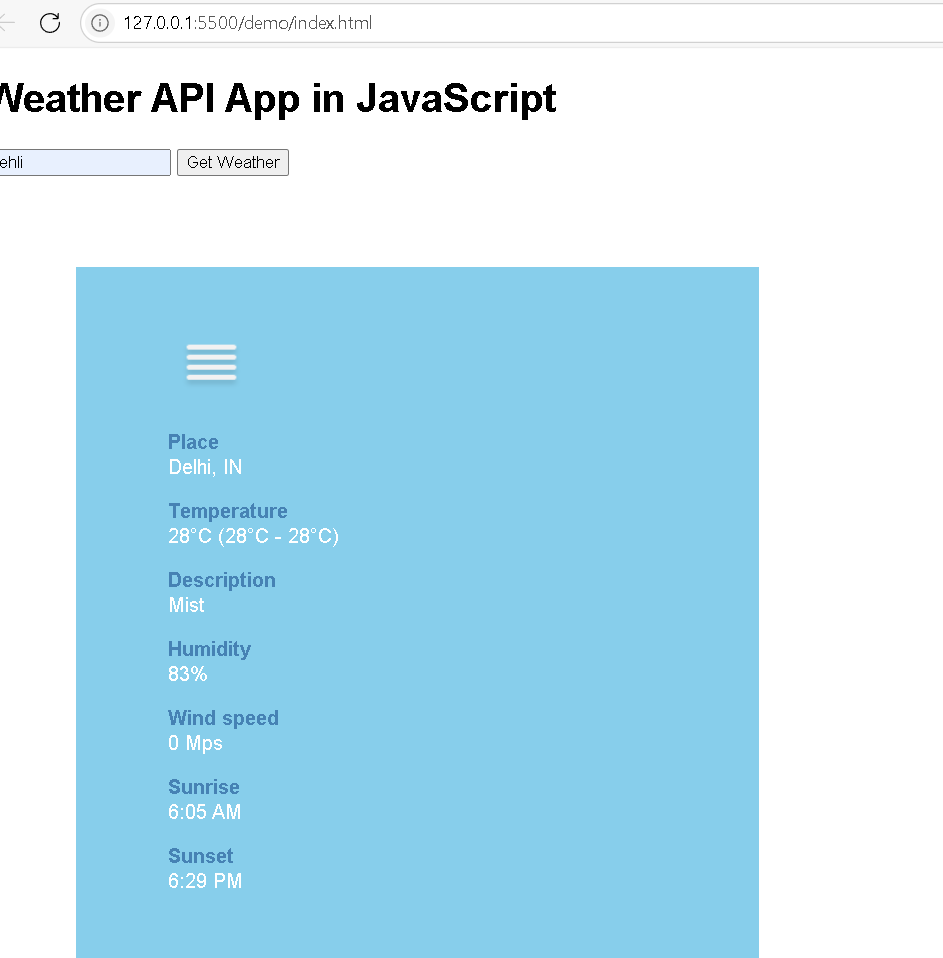 127.0.0.1:5500/demo/index.html
Weather API App in JavaScript
ehli
Get Weather
Place
Delhi, IN
Temperature
28°C (28°C - 28°C)
Description
Mist
Humidity
83%
Wind speed
0 Mps
Sunrise
6:05 AM
Sunset
6:29 PM